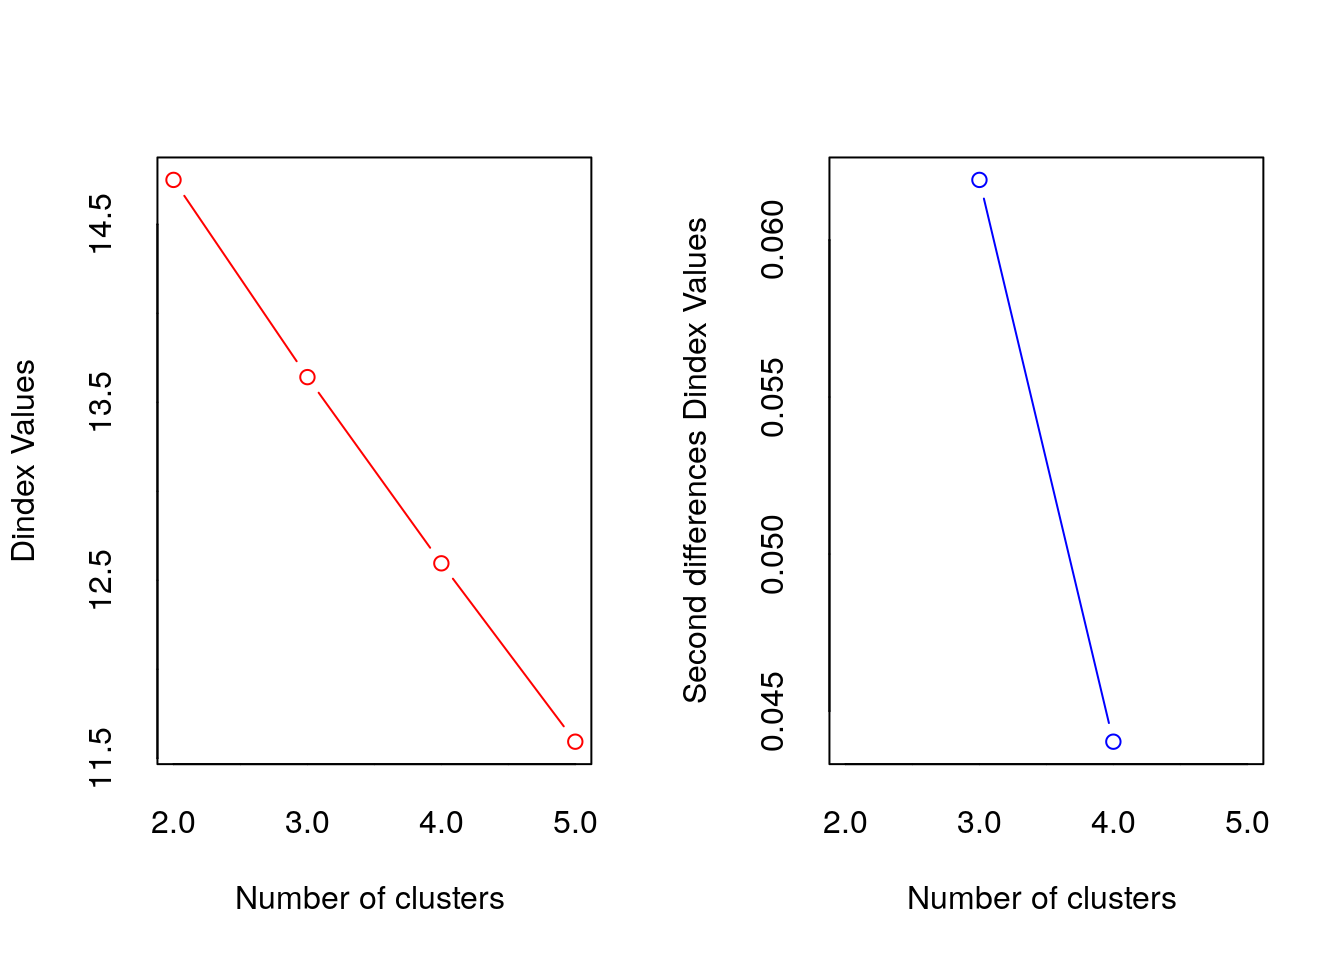 Dindex Values
14.5
13.5
12.5
11.5
2.0 3.0 4.0 5.0
Number of clusters
Second differences Dindex Values
0.060
0.055
0.050
0.045
2.0 3.0 4.0 5.0
Number of clusters